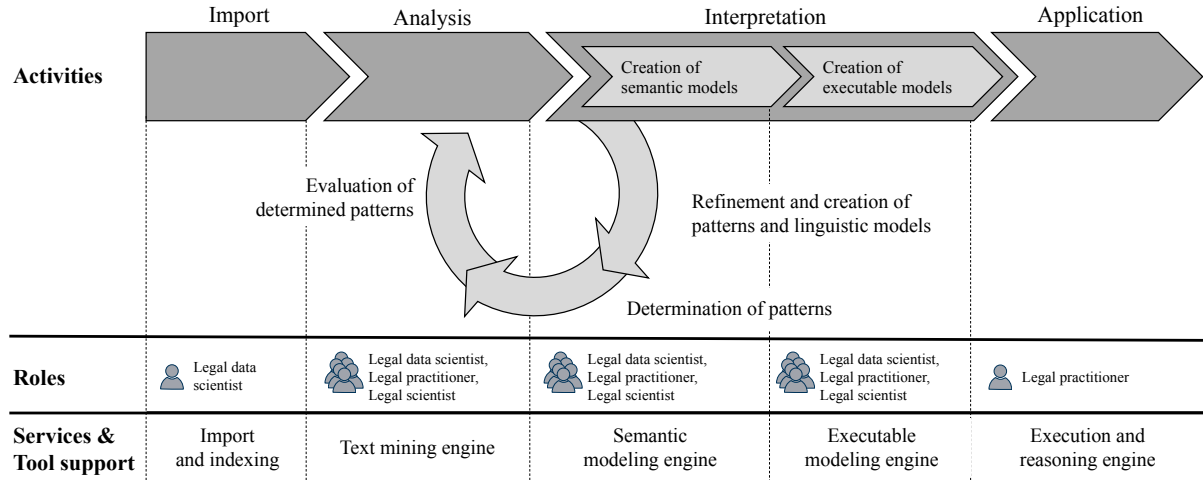 Import
Analysis
Interpretation
Application
Activities
Creation of
semantic models
Creation of
executable models
Evaluation of
determined patterns
Refinement and creation of
patterns and linguistic models
Determination of patterns
Roles
Legal data
scientist
Legal data scientist,
Legal practitioner,
Legal scientist
Legal data scientist,
Legal practitioner,
Legal scientist
Legal data scientist,
Legal practitioner,
Legal scientist
Legal practitioner
Services &
Tool support
Import
and indexing
Text mining engine
Semantic
modeling engine
Executable
modeling engine
Execution and
reasoning engine